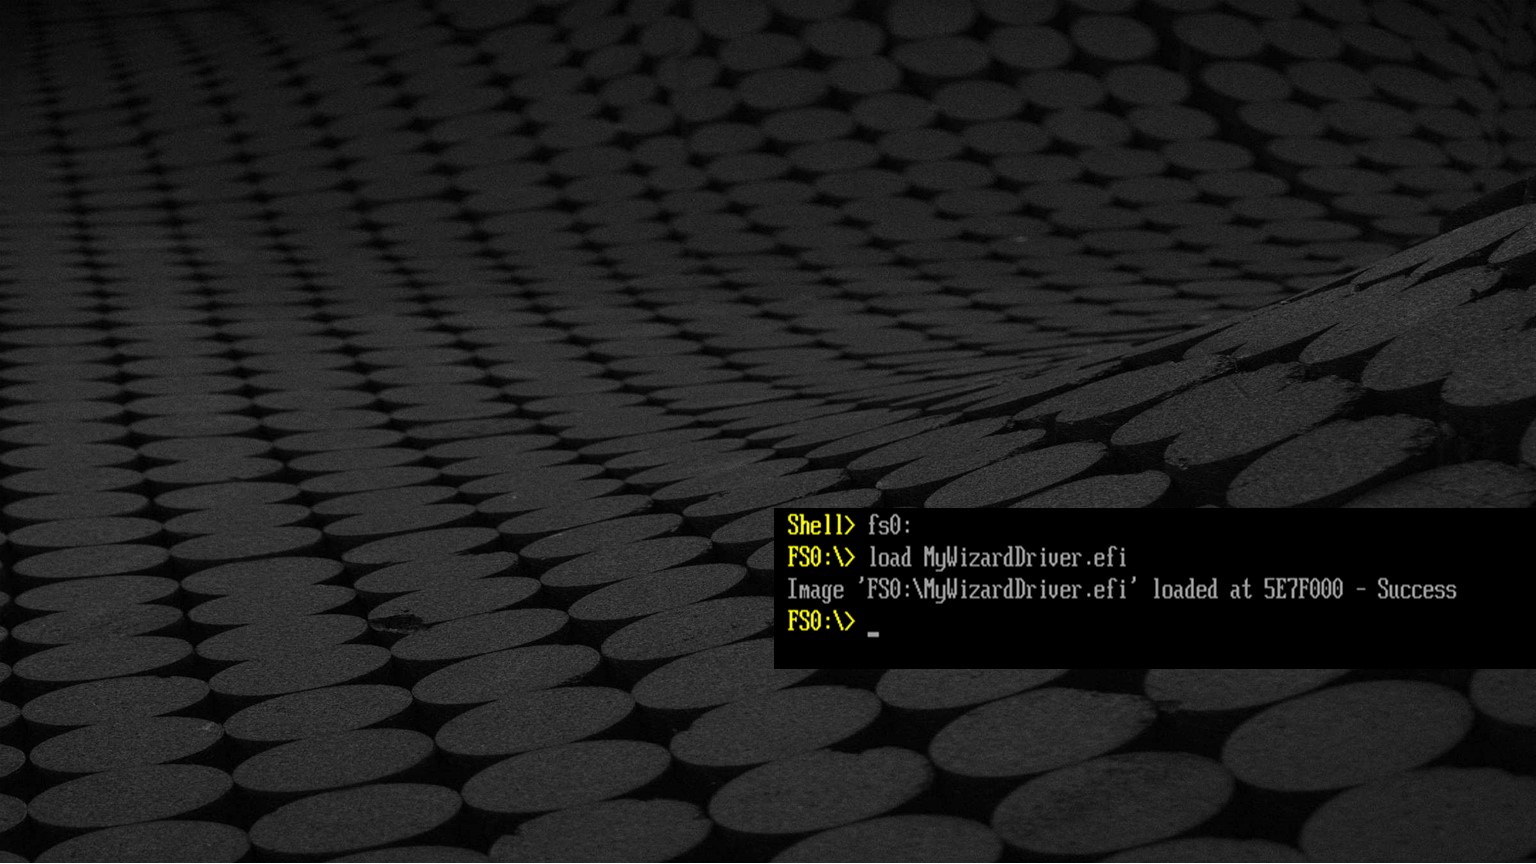 Shell> fs0:
FS0:\> load MyWizardDriver.efi
Image 'FS0:\MyWizardDriver.efi' loaded at 5E7F000 - Success
FS0:\> _